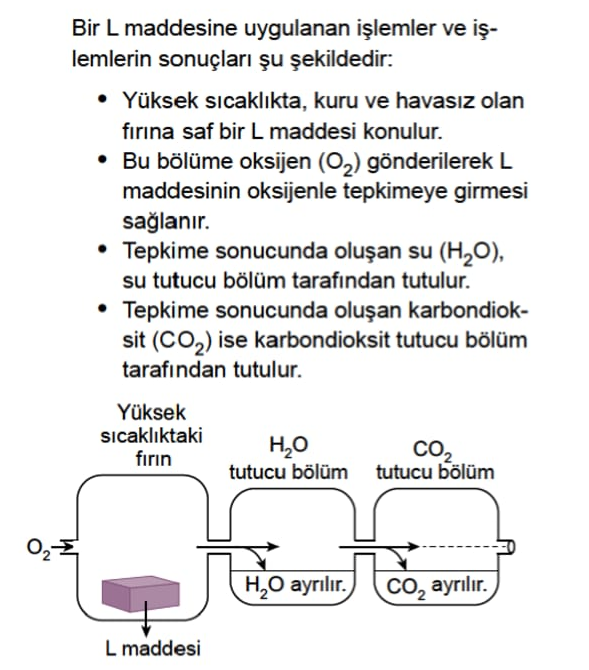 Bir L maddesine uygulanan işlemler ve iş-
lemlerin sonuçları şu şekildedir:
• Yüksek sıcaklıkta, kuru ve havasız olan
fırına saf bir L maddesi konulur.
• Bu bölüme oksijen (O₂) gönderilerek L
maddesinin oksijenle tepkimeye girmesi
sağlanır.
• Tepkime sonucunda oluşan su (H₂O),
su tutucu bölüm tarafından tutulur.
• Tepkime sonucunda oluşan karbondiok-
sit (CO₂) ise karbondioksit tutucu bölüm
tarafından tutulur.
Yüksek
sıcaklıktaki
fırın
H₂O
tutucu bölüm
CO₂
tutucu bölüm
O₂
H₂O ayrılır.
CO₂ ayrılır.
L maddesi